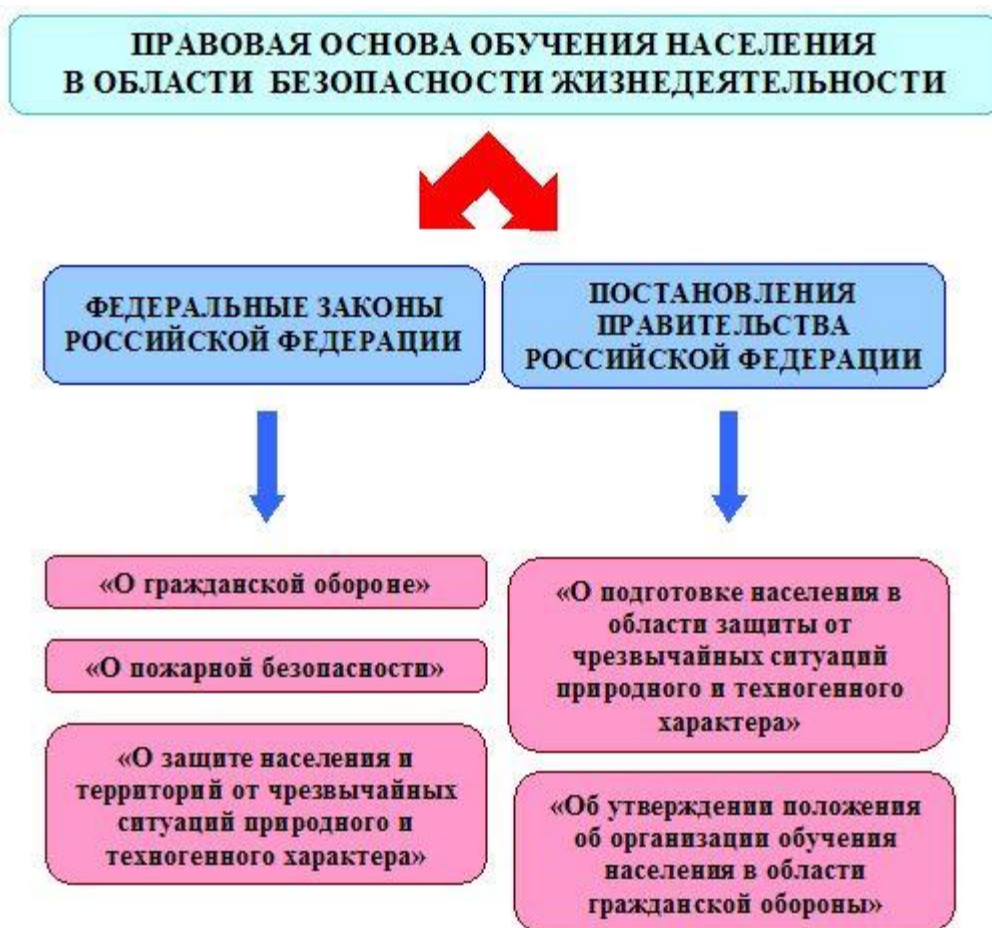 ПРАВОВАЯ ОСНОВА ОБУЧЕНИЯ НАСЕЛЕНИЯ
В ОБЛАСТИ БЕЗОПАСНОСТИ ЖИЗНЕДЕЯТЕЛЬНОСТИ
ФЕДЕРАЛЬНЫЕ ЗАКОНЫ
РОССИЙСКОЙ ФЕДЕРАЦИИ
ПОСТАНОВЛЕНИЯ
ПРАВИТЕЛЬСТВА
РОССИЙСКОЙ ФЕДЕРАЦИИ
«О гражданской обороне»
«О пожарной безопасности»
«О защите населения и
территорий от чрезвычайных
ситуаций природного и
техногенного характера»
«О подготовке населения в
области защиты от
чрезвычайных ситуаций
природного и техногенного
характера»
«Об утверждении положения
об организации обучения
населения в области
гражданской обороны»